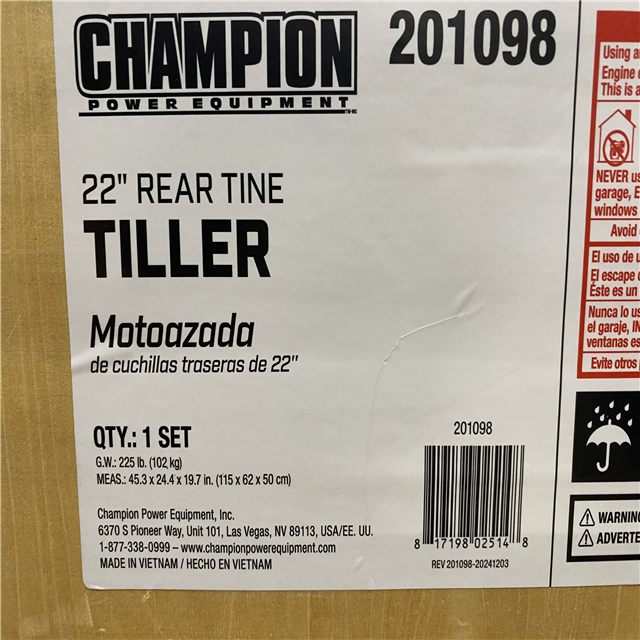 CHAMPION
POWER EQUIPMENT
201098
22" REAR TINE
TILLER
Motoazada
de cuchillas traseras de 22"
QTY.: 1 SET
G.W.: 225 lb. (102 kg)
MEAS.: 45.3 x 24.4 x 19.7 in. (115 x 62 x 50 cm)
Champion Power Equipment, Inc.
6370 S Pioneer Way, Unit 101, Las Vegas, NV 89113, USA/EE. UU.
1-877-338-0999 – www.championpowerequipment.com
MADE IN VIETNAM / HECHO EN VIETNAM
201098
8 17198 02514 8
REV 201098-20241203
Using a
Engine
This is a
NEVER us
garage, E
windows
Avoid
El uso de u
El escape
Éste es un
Nunca lo us
el garaje, IN
ventanas es
Evite otros
WARNING
ADVERTE